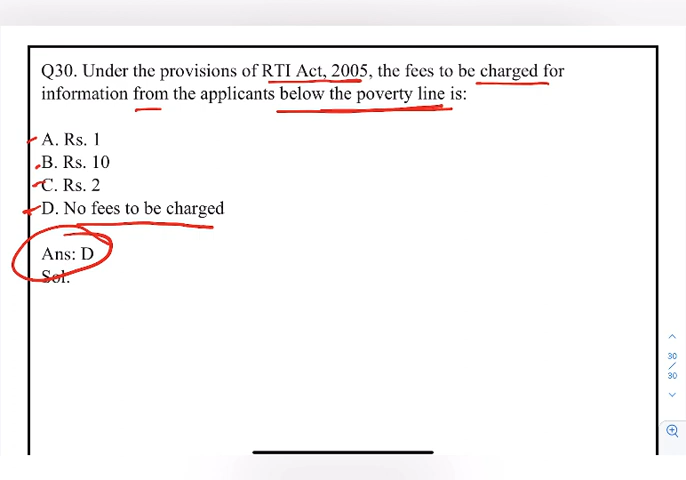 Q30. Under the provisions of RTI Act, 2005, the fees to be charged for
information from the applicants below the poverty line is:
A. Rs. 1
B. Rs. 10
C. Rs. 2
D. No fees to be charged
Ans: D
Sol:
30
/
30